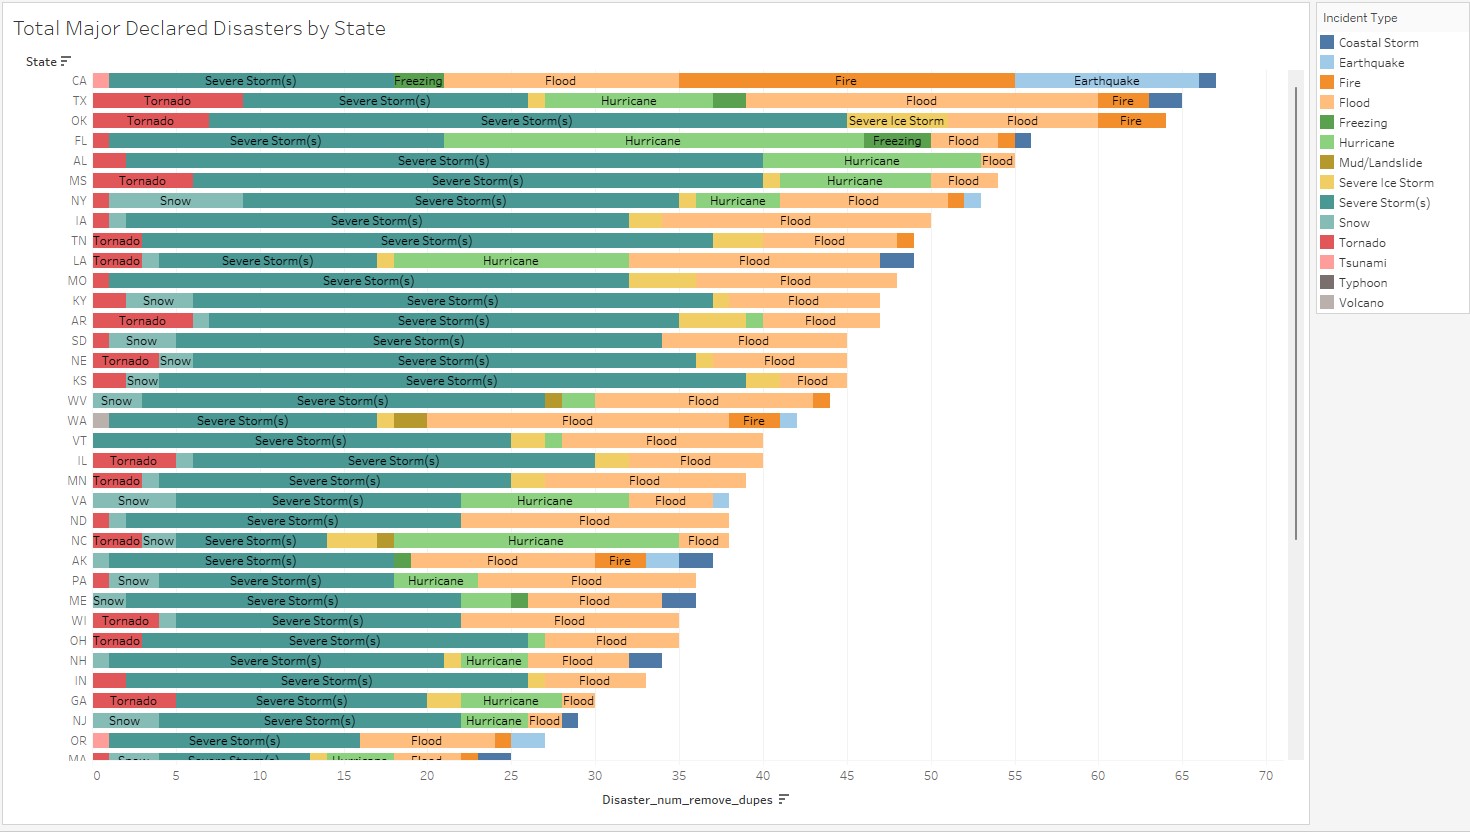 Total Major Declared Disasters by State
State
CA Severe Storm(s) Freezing Flood Fire Earthquake
TX Tornado Severe Storm(s) Hurricane Flood Fire
OK Tornado Severe Storm(s) Severe Ice Storm Flood Fire
FL Severe Storm(s) Hurricane Freezing Flood
AL Severe Storm(s) Hurricane Flood
MS Tornado Severe Storm(s) Hurricane Flood
NY Snow Severe Storm(s) Hurricane Flood
IA Severe Storm(s) Flood
TN Tornado Severe Storm(s) Flood
LA Tornado Severe Storm(s) Hurricane Flood
MO Severe Storm(s) Flood
KY Snow Severe Storm(s) Flood
AR Tornado Severe Storm(s) Flood
SD Snow Severe Storm(s) Flood
NE Tornado Snow Severe Storm(s) Flood
KS Snow Severe Storm(s) Flood
WV Snow Severe Storm(s) Flood
WA Severe Storm(s) Flood Fire
VT Severe Storm(s) Flood
IL Tornado Severe Storm(s) Flood
MN Tornado Severe Storm(s) Flood
VA Snow Severe Storm(s) Hurricane Flood
ND Severe Storm(s) Flood
NC Tornado Snow Severe Storm(s) Hurricane Flood
AK Severe Storm(s) Flood Fire
PA Snow Severe Storm(s) Hurricane Flood
ME Snow Severe Storm(s) Flood
WI Tornado Severe Storm(s) Flood
OH Tornado Severe Storm(s) Flood
NH Severe Storm(s) Hurricane Flood
IN Severe Storm(s) Flood
GA Tornado Severe Storm(s) Hurricane Flood
NJ Snow Severe Storm(s) Hurricane Flood
OR Severe Storm(s) Flood
MA Snow Severe Storm(s) Hurricane Flood
0 5 10 15 20 25 30 35 40 45 50 55 60 65 70
Disaster_num_remove_dupes
Incident Type
Coastal Storm
Earthquake
Fire
Flood
Freezing
Hurricane
Mud/Landslide
Severe Ice Storm
Severe Storm(s)
Snow
Tornado
Tsunami
Typhoon
Volcano